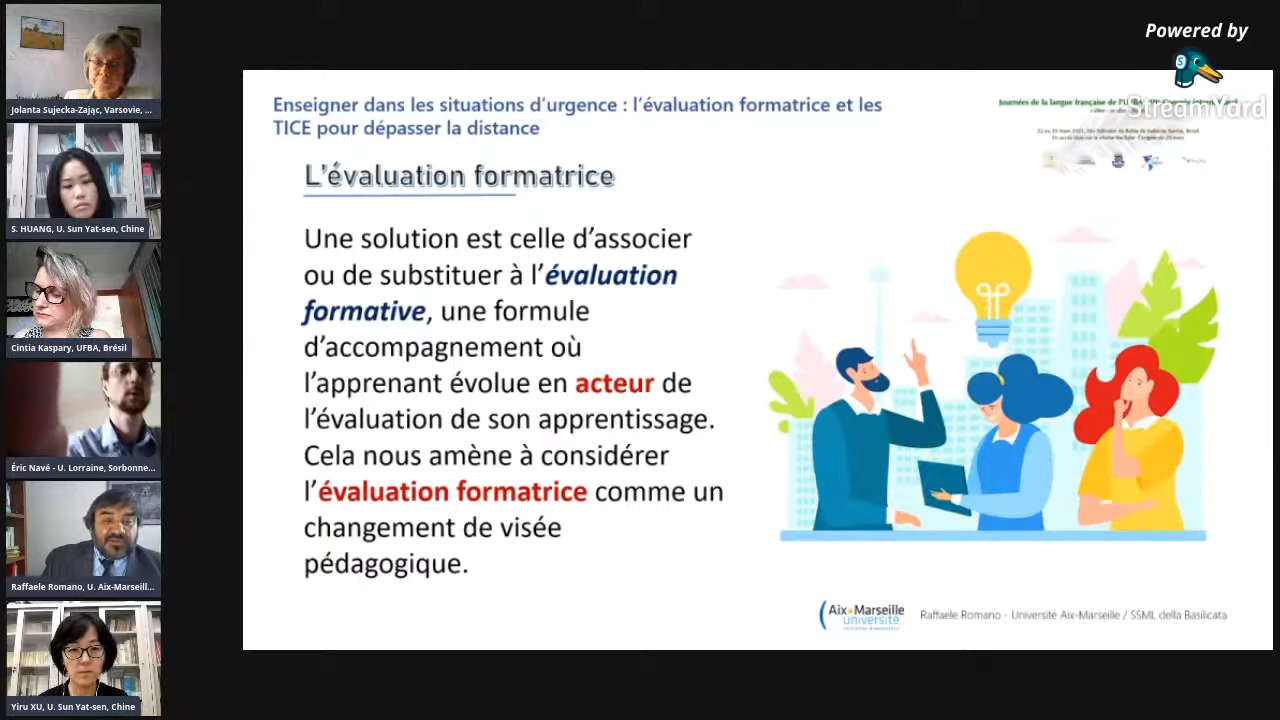 Powered by
StreamYard
Jolanta Sujecka-Zając, Varsovie, ...
S. HUANG, U. Sun Yat-sen, Chine
Cintia Kaspary, UFBA, Brésil
Éric Navé - U. Lorraine, Sorbonne...
Raffaele Romano, U. Aix-Marseill...
Yiru XU, U. Sun Yat-sen, Chine
Enseigner dans les situations d'urgence : l'évaluation formatrice et les
TICE pour dépasser la distance
Journées de la langue française de
L'évaluation formatrice
Une solution est celle d'associer
ou de substituer à l'évaluation
formative, une formule
d'accompagnement où
l'apprenant évolue en acteur de
l'évaluation de son apprentissage.
Cela nous amène à considérer
l'évaluation formatrice comme un
changement de visée
pédagogique.
Aix Marseille
université
Raffaele Romano - Université Aix-Marseille / SSML della Basilicata